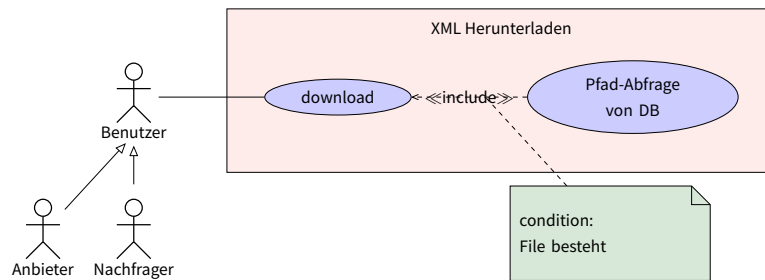 XML Herunterladen
download
≪include≫
Pfad-Abfrage
von DB
Benutzer
condition:
File besteht
Anbieter
Nachfrager